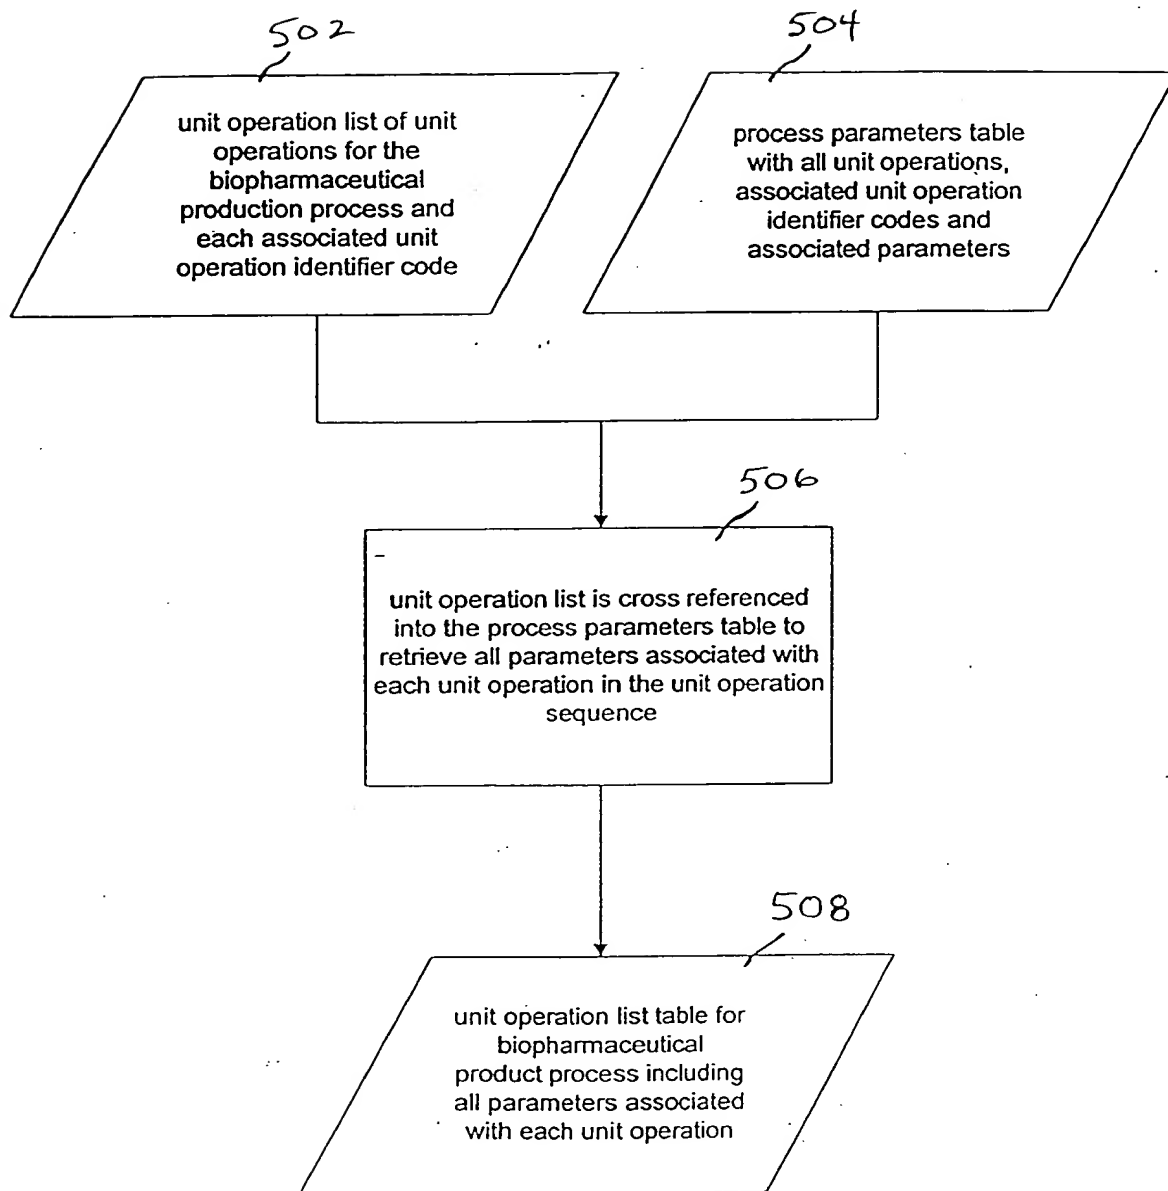 502
504
unit operation list of unit
operations for the
biopharmaceutical
production process and
each associated unit
operation identifier code
process parameters table
with all unit operations,
associated unit operation
identifier codes and
associated parameters
506
unit operation list is cross referenced
into the process parameters table to
retrieve all parameters associated with
each unit operation in the unit operation
sequence
508
unit operation list table for
biopharmaceutical
product process including
all parameters associated
with each unit operation